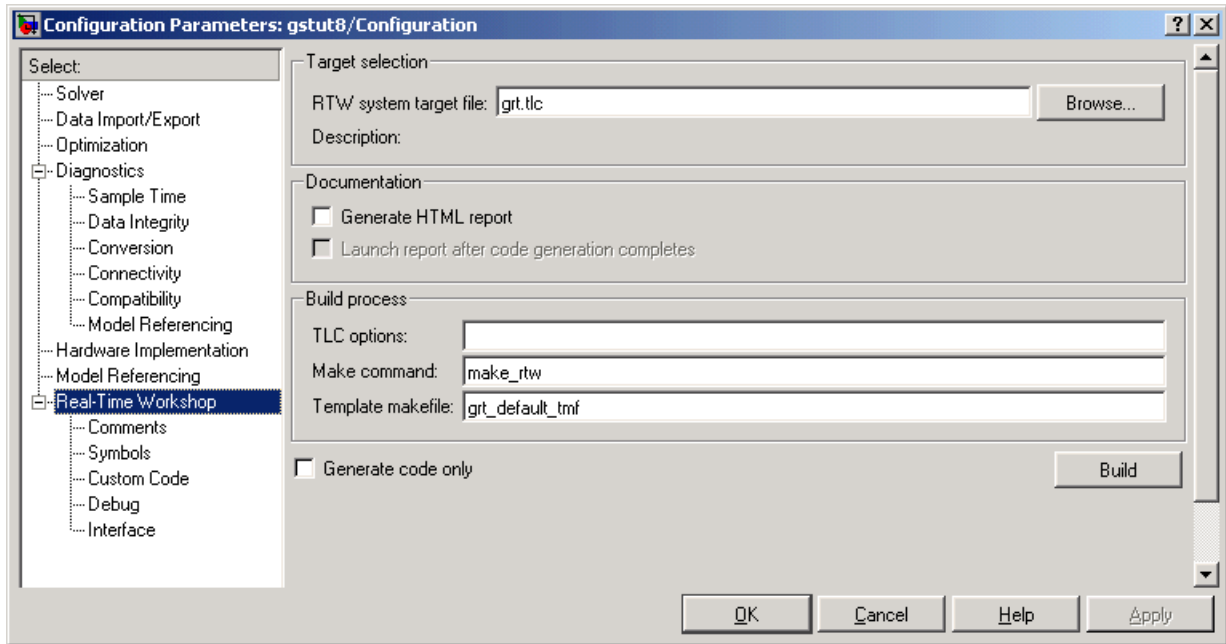 Configuration Parameters: gstut8/Configuration
Select:
Solver
Data Import/Export
Optimization
Diagnostics
Sample Time
Data Integrity
Conversion
Connectivity
Compatibility
Model Referencing
Hardware Implementation
Model Referencing
Real-Time Workshop
Comments
Symbols
Custom Code
Debug
Interface
Target selection
RTW system target file: grt.tlc Browse...
Description:
Documentation
Generate HTML report
Launch report after code generation completes
Build process
TLC options:
Make command: make_rtw
Template makefile: grt_default_tmf
Generate code only Build
OK Cancel Help Apply